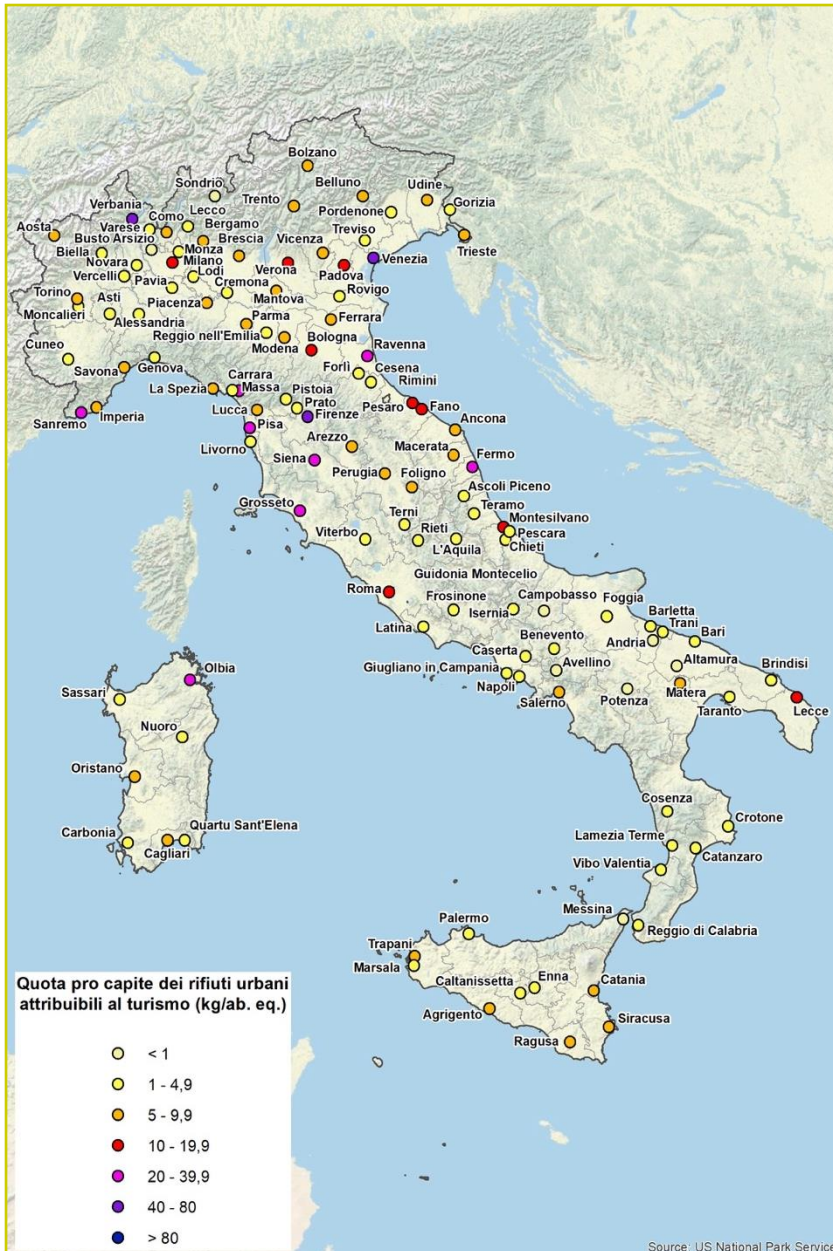 Bolzano
Sondrio
Belluno
Udine
Verbania
Trento
Como
Lecco
Pordenone
Gorizia
Aosta
Varese
Bergamo
Treviso
Busto Arsizio
Brescia
Vicenza
Biella
Monza
Trieste
Novara
Milano
Verona
Venezia
Vercelli
Lodi
Padova
Pavia
Cremona
Torino
Asti
Mantova
Rovigo
Piacenza
Moncalieri
Parma
Alessandria
Ferrara
Reggio nell'Emilia
Bologna
Cuneo
Modena
Ravenna
Genova
Forlì
Cesena
Savona
Carrara
Rimini
La Spezia
Massa
Pistoia
Prato
Pesaro
Fano
Sanremo
Imperia
Lucca
Firenze
Ancona
Pisa
Arezzo
Livorno
Macerata
Siena
Fermo
Perugia
Foligno
Ascoli Piceno
Grosseto
Teramo
Terni
Montesilvano
Viterbo
Rieti
Pescara
L'Aquila
Chieti
Guidonia Montecelio
Roma
Frosinone
Campobasso
Foggia
Isernia
Barletta
Latina
Trani
Benevento
Andria
Bari
Caserta
Olbia
Giugliano in Campania
Avellino
Altamura
Brindisi
Sassari
Napoli
Matera
Salerno
Potenza
Taranto
Lecce
Nuoro
Oristano
Cosenza
Crotone
Quartu Sant'Elena
Carbonia
Lamezia Terme
Cagliari
Catanzaro
Vibo Valentia
Messina
Palermo
Reggio di Calabria
Trapani
Marsala
Enna
Quota pro capite dei rifiuti urbani
attribuibili al turismo (kg/ab. eq.)
Caltanissetta
Catania
Agrigento
Siracusa
Ragusa
< 1
1 - 4,9
5 - 9,9
10 - 19,9
20 - 39,9
40 - 80
> 80
Source: US National Park Service